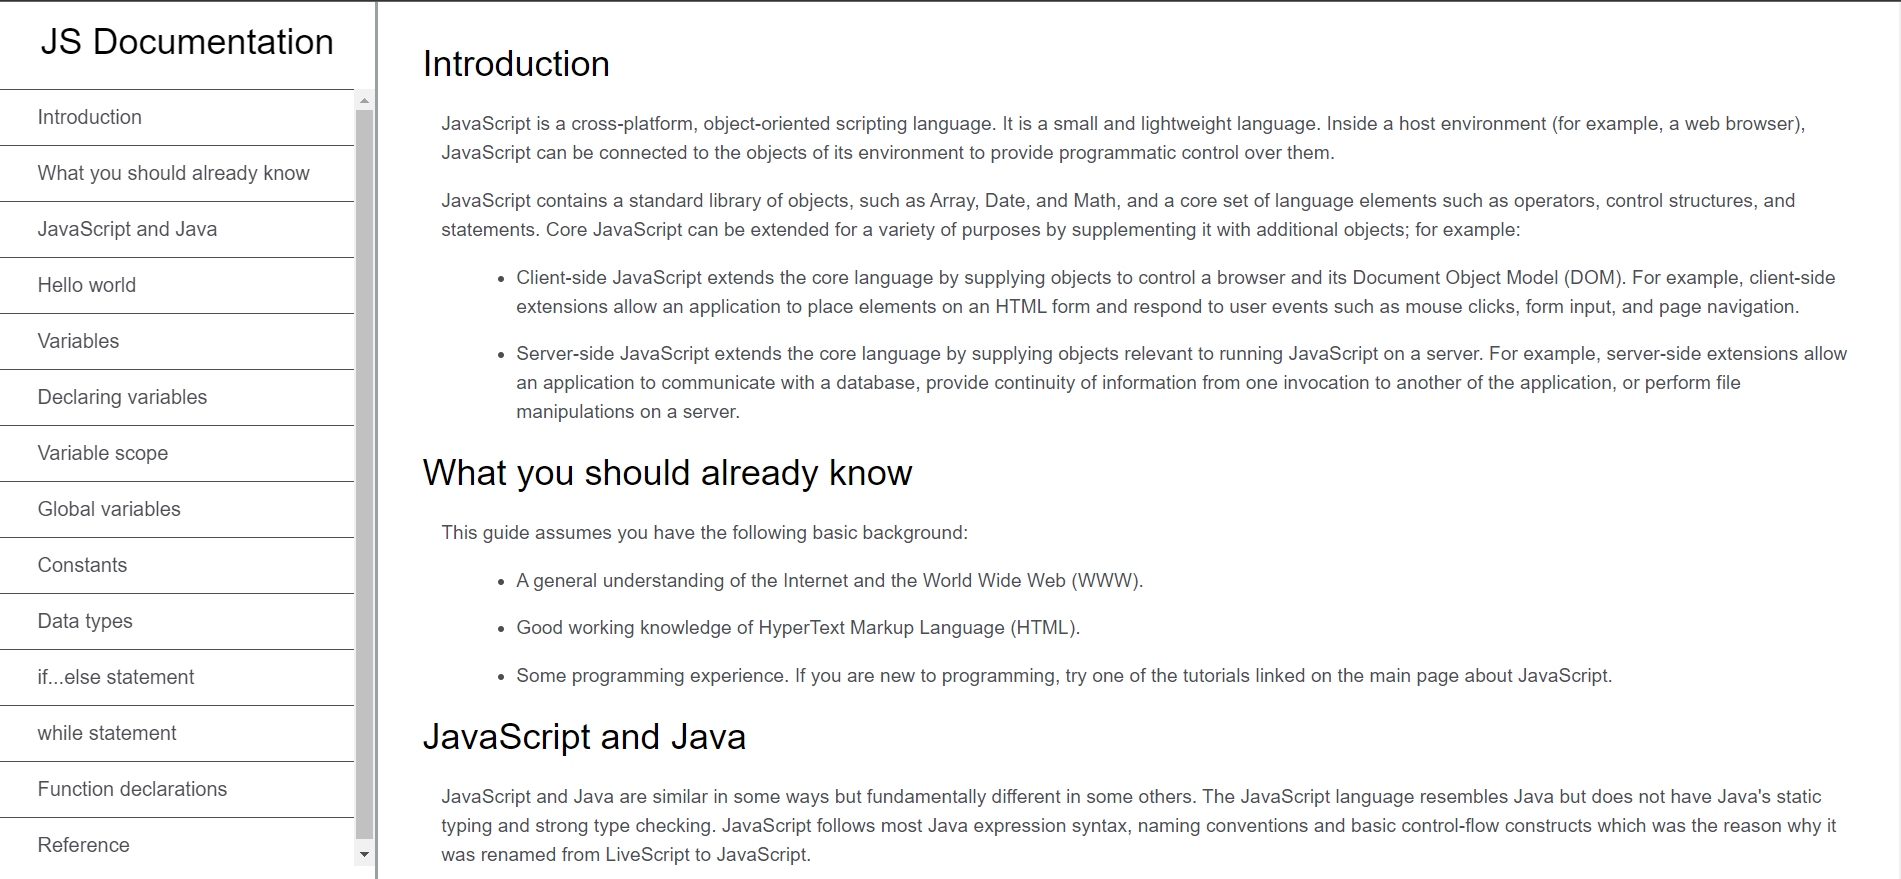 JS Documentation
Introduction
What you should already know
JavaScript and Java
Hello world
Variables
Declaring variables
Variable scope
Global variables
Constants
Data types
if...else statement
while statement
Function declarations
Reference
Introduction
JavaScript is a cross-platform, object-oriented scripting language. It is a small and lightweight language. Inside a host environment (for example, a web browser),
JavaScript can be connected to the objects of its environment to provide programmatic control over them.
JavaScript contains a standard library of objects, such as Array, Date, and Math, and a core set of language elements such as operators, control structures, and
statements. Core JavaScript can be extended for a variety of purposes by supplementing it with additional objects; for example:
• Client-side JavaScript extends the core language by supplying objects to control a browser and its Document Object Model (DOM). For example, client-side
extensions allow an application to place elements on an HTML form and respond to user events such as mouse clicks, form input, and page navigation.
• Server-side JavaScript extends the core language by supplying objects relevant to running JavaScript on a server. For example, server-side extensions allow
an application to communicate with a database, provide continuity of information from one invocation to another of the application, or perform file
manipulations on a server.
What you should already know
This guide assumes you have the following basic background:
• A general understanding of the Internet and the World Wide Web (WWW).
• Good working knowledge of HyperText Markup Language (HTML).
• Some programming experience. If you are new to programming, try one of the tutorials linked on the main page about JavaScript.
JavaScript and Java
JavaScript and Java are similar in some ways but fundamentally different in some others. The JavaScript language resembles Java but does not have Java's static
typing and strong type checking. JavaScript follows most Java expression syntax, naming conventions and basic control-flow constructs which was the reason why it
was renamed from LiveScript to JavaScript.